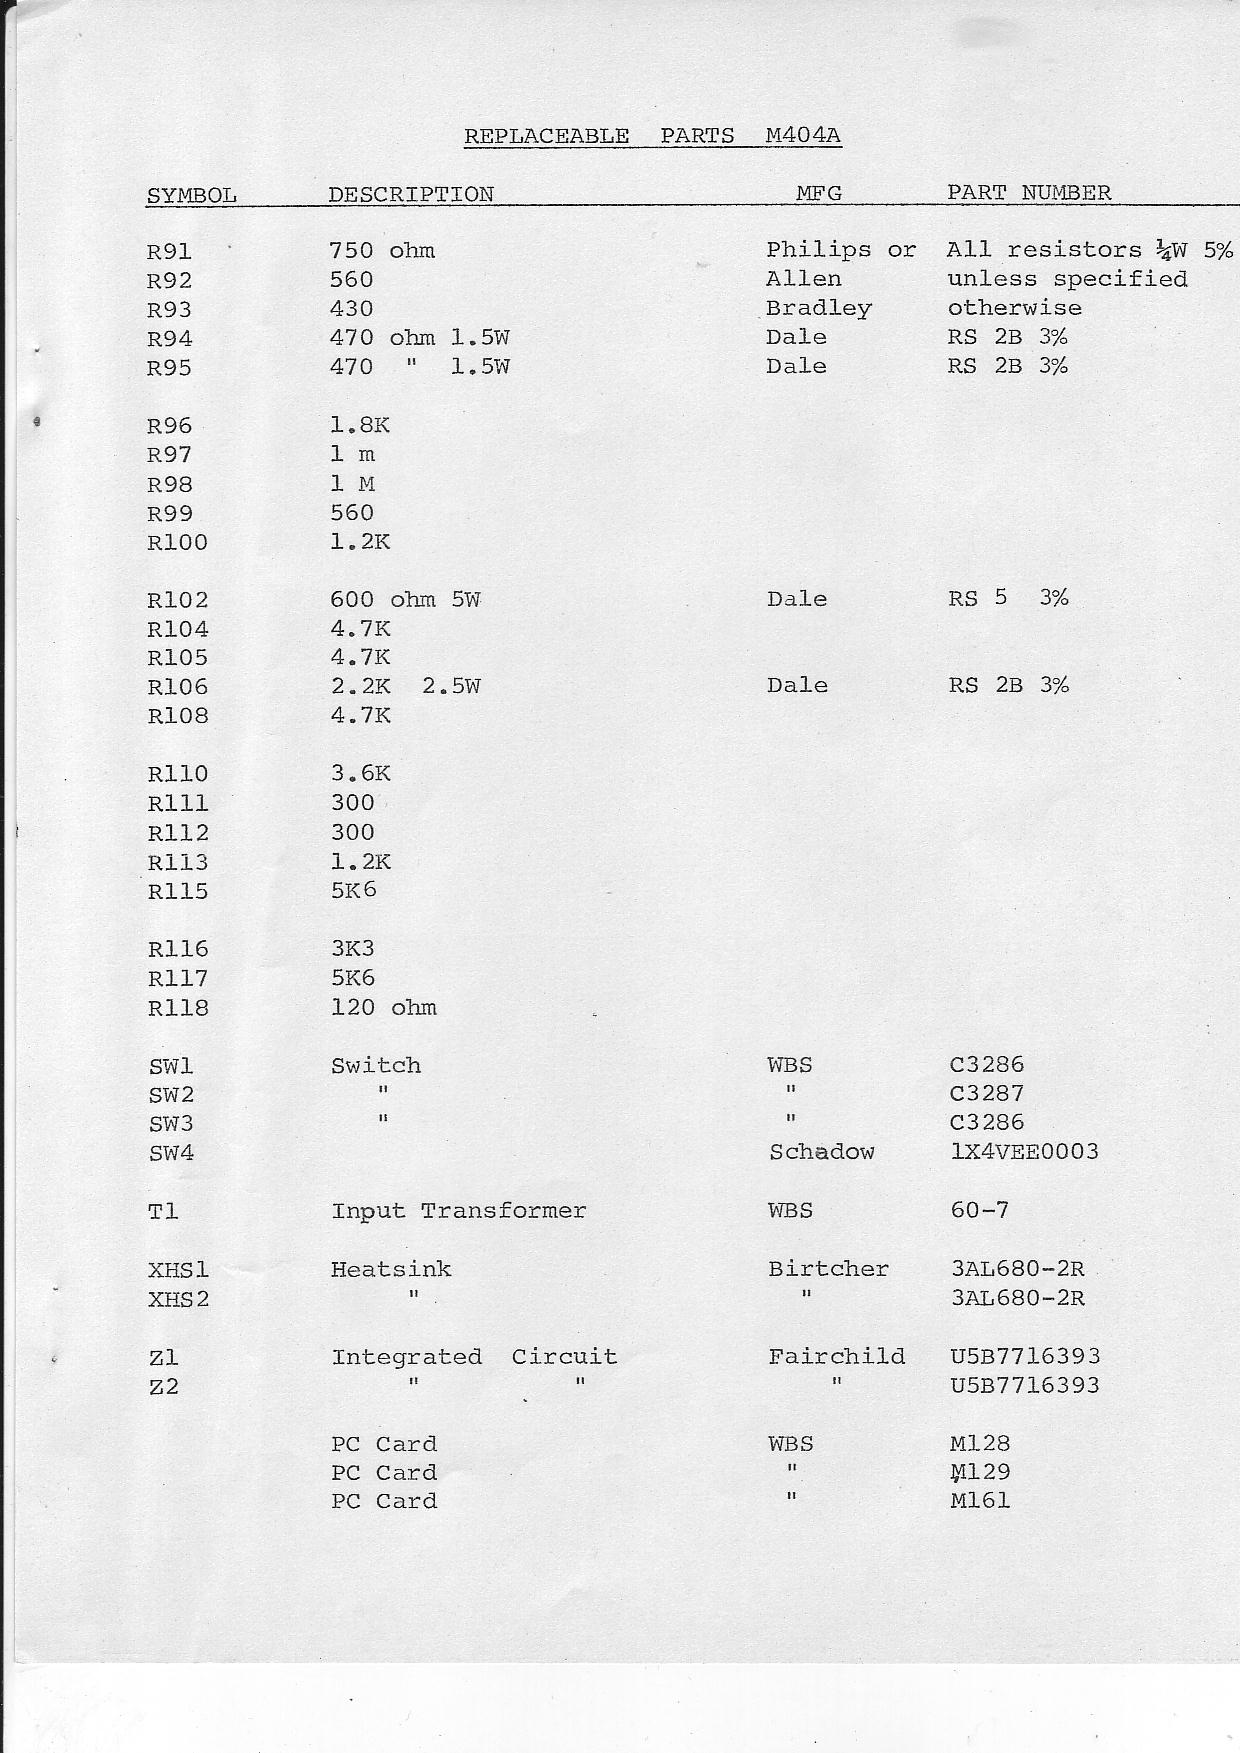 REPLACEABLE PARTS M404A
SYMBOL DESCRIPTION MFG PART NUMBER
R91 750 ohm Philips or All resistors ¼W 5%
R92 560 Allen unless specified
R93 430 Bradley otherwise
R94 470 ohm 1.5W Dale RS 2B 3%
R95 470 " 1.5W Dale RS 2B 3%
R96 1.8K
R97 1 m
R98 1 M
R99 560
R100 1.2K
R102 600 ohm 5W Dale RS 5 3%
R104 4.7K
R105 4.7K
R106 2.2K 2.5W Dale RS 2B 3%
R108 4.7K
R110 3.6K
R111 300
R112 300
R113 1.2K
R115 5K6
R116 3K3
R117 5K6
R118 120 ohm
SW1 Switch WBS C3286
SW2 " " C3287
SW3 " " C3286
SW4 Schadow 1X4VEE0003
T1 Input Transformer WBS 60-7
XHS1 Heatsink Birtcher 3AL680-2R
XHS2 " " 3AL680-2R
Z1 Integrated Circuit Fairchild U5B7716393
Z2 " " " U5B7716393
PC Card WBS M128
PC Card " M129
PC Card " M161